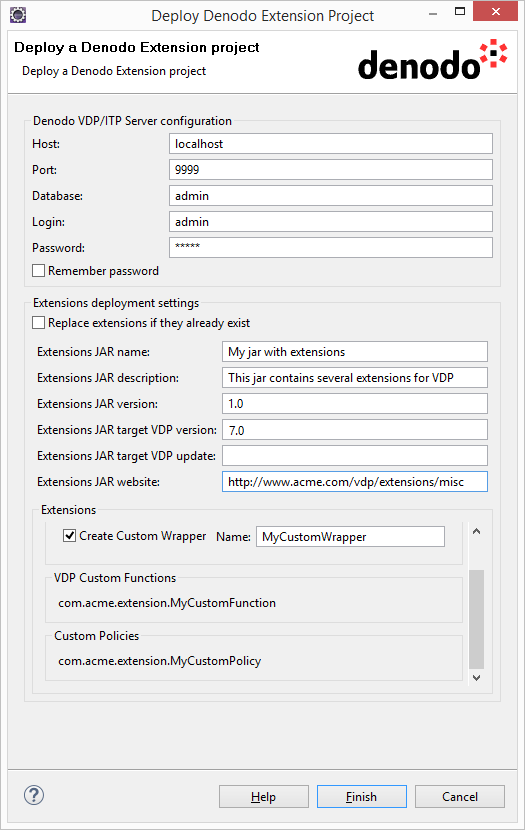 Deploy Denodo Extension Project
Deploy a Denodo Extension project
Deploy a Denodo Extension project
denodo
Denodo VDP/ITP Server configuration
Host: localhost
Port: 9999
Database: admin
Login: admin
Password: *****
Remember password
Extensions deployment settings
Replace extensions if they already exist
Extensions JAR name: My jar with extensions
Extensions JAR description: This jar contains several extensions for VDP
Extensions JAR version: 1.0
Extensions JAR target VDP version: 7.0
Extensions JAR target VDP update:
Extensions JAR website: http://www.acme.com/vdp/extensions/misc
Extensions
Create Custom Wrapper Name: MyCustomWrapper
VDP Custom Functions
com.acme.extension.MyCustomFunction
Custom Policies
com.acme.extension.MyCustomPolicy
? Help Finish Cancel